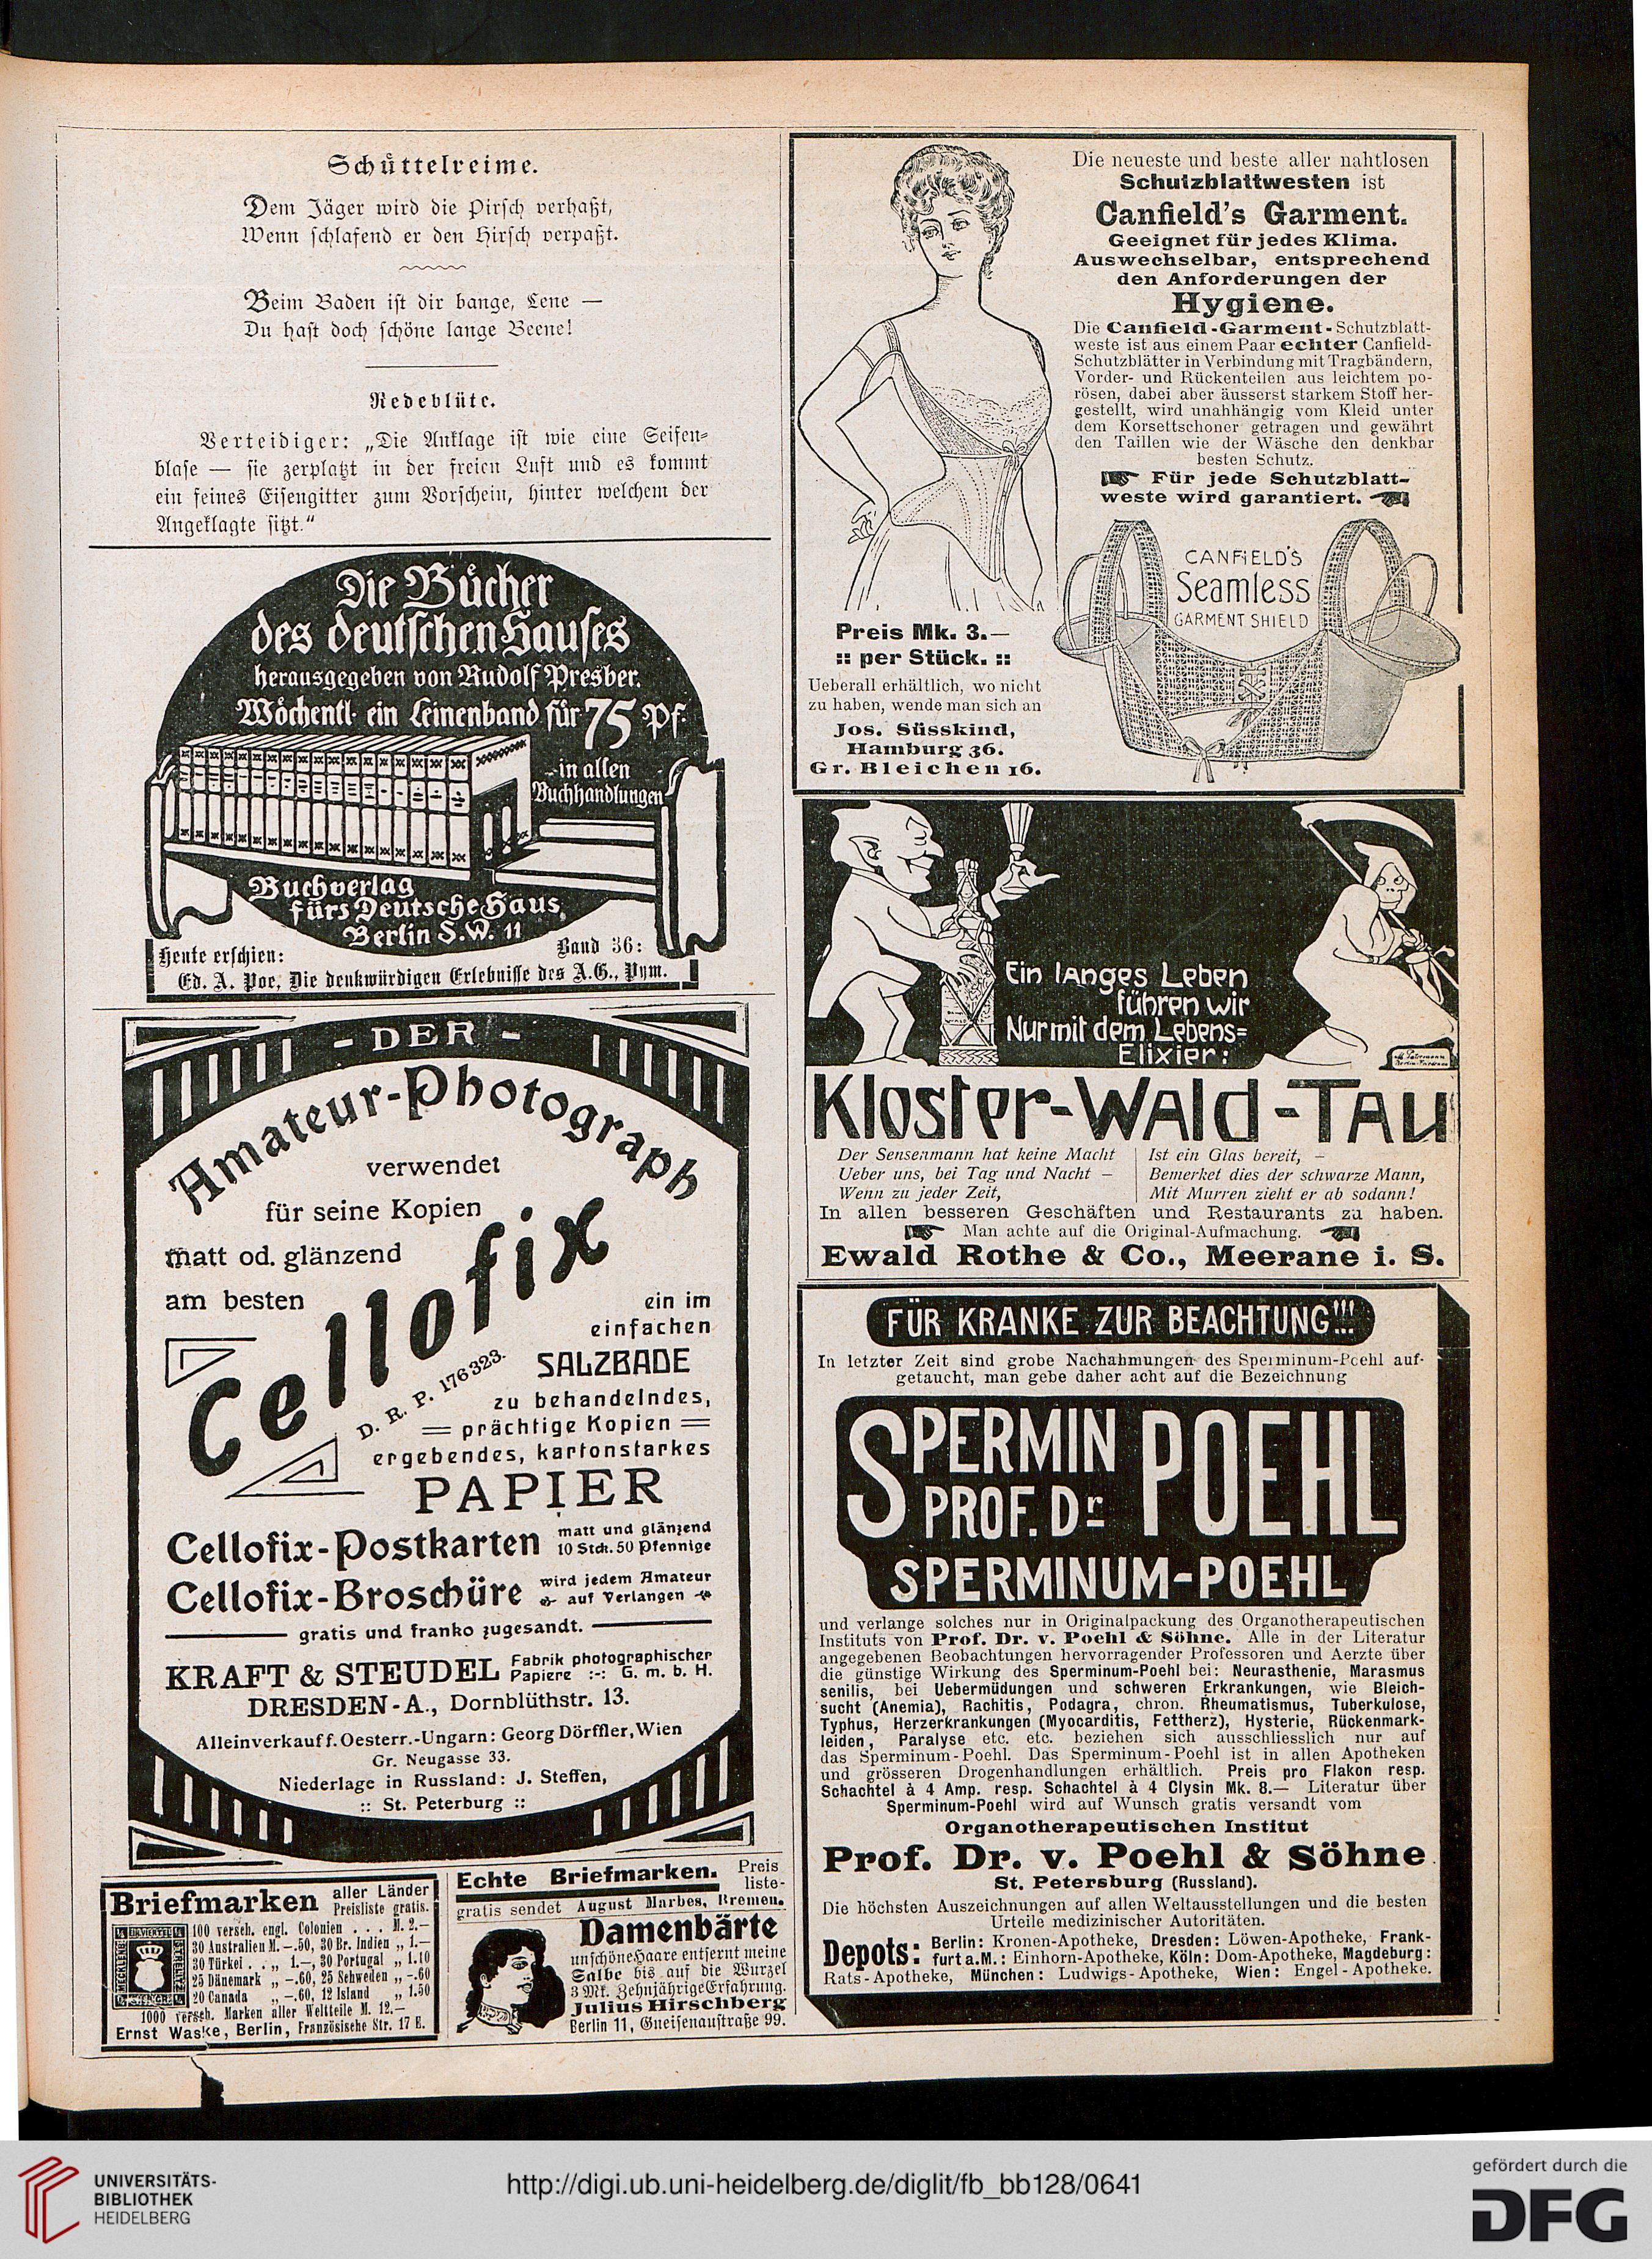 Schüttelreime.
Dem Jäger wird die Pirsch verhaßt,
Wenn schlafend er den Hirsch verpaßt.
Beim Baden ist dir bange, Lene —
Du hast doch schöne lange Beene!
Redeblüte.
Verteidiger: „Die Anklage ist wie eine Seifen-
blase — sie zerplatzt in der freien Luft und es kommt
ein feines Eisengitter zum Vorschein, hinter welchem der
Angeklagte sitzt.“
Die Bücher
des deutschen Hauses
herausgegeben von Rudolf Presber.
Wöchentl. ein Leinenband für 75 Pf.
- in allen
Buchhandlungen
Buchverlag
fürs Deutsche Haus,
Berlin S.W. 11
Heute erschien: Band 36:
Ed. A. Poe, Die denkwürdigen Erlebnisse des A.G., Pym.
- DER -
Amateur-Photograph
verwendet
für seine Kopien
matt od. glänzend
am besten
Cellofix
D. R. P. 176323.
ein im
einfachen
SALZBADE
zu behandelndes,
prächtige Kopien
ergebendes, kartonstarkes
PAPIER
Cellofix-Postkarten matt und glänzend
10 Stck. 50 Pfennige
Cellofix-Broschüre wird jedem Amateur
auf Verlangen
gratis und franko zugesandt.
KRAFT & STEUDEL Fabrik photographischer
Papiere :-: G. m. b. H.
DRESDEN-A., Dornblüthstr. 13.
Alleinverkauf f. Oesterr.-Ungarn: Georg Dörffler, Wien
Gr. Neugasse 33.
Niederlage in Russland: J. Steffen,
:: St. Peterburg ::
Briefmarken aller Länder
Preisliste gratis.
100 versch. engl. Colonien . . . M. 2.—
30 Australien M. —.50, 30 Br. Indien „ 1.—
30 Türkei . . „ 1.—, 30 Portugal „ 1.10
25 Dänemark „ —.60, 25 Schweden „ —.60
20 Canada „ —.60, 12 Island „ 1.50
1000 versch. Marken aller Weltteile M. 12.—
Ernst Waske, Berlin, Französische Str. 17 E.
Echte Briefmarken. Preis
liste-
gratis sendet August Marbes, Bremen.
Damenbärte
unschöne Haare entfernt meine
Salbe bis auf die Wurzel
3 Mk. Zehnjährige Erfahrung.
Julius Hirschberg
Berlin 11, Gneisenaustraße 99.
Die neueste und beste aller nahtlosen
Schutzblattwesten ist
Canfield's Garment.
Geeignet für jedes Klima.
Auswechselbar, entsprechend
den Anforderungen der
Hygiene.
Die Canfield-Garment-Schutzblatt-
weste ist aus einem Paar echter Canfield-
Schutzblätter in Verbindung mit Tragbändern,
Vorder- und Rückenteilen aus leichtem po-
rösen, dabei aber äusserst starkem Stoff her-
gestellt, wird unahhängig vom Kleid unter
dem Korsettschoner getragen und gewährt
den Taillen wie der Wäsche den denkbar
besten Schutz.
Für jede Schutzblatt-
weste wird garantiert.
CANFIELD'S
Seamless
GARMENT SHIELD
Preis Mk. 3.—
:: per Stück. ::
Ueberall erhältlich, wo nicht
zu haben, wende man sich an
Jos. Süsskind,
Hamburg 36.
Gr. Bleichen 16.
Ein langes Leben
führen wir
Nur mit dem Lebens=
Elixier:
Kloster-Wald-Tau
Der Sensenmann hat keine Macht
Ueber uns, bei Tag und Nacht —
Wenn zu jeder Zeit,
Ist ein Glas bereit, —
Bemerket dies der schwarze Mann,
Mit Murren zieht er ab sodann!
In allen besseren Geschäften und Restaurants zu haben.
Man achte auf die Original-Aufmachung.
Ewald Rothe & Co., Meerane i. S.
FÜR KRANKE ZUR BEACHTUNG!!!
In letzter Zeit sind grobe Nachahmungen des Sperminum-Poehl auf-
getaucht, man gebe daher acht auf die Bezeichnung
SPERMIN POEHL
PROF. Dr
SPERMINUM-POEHL
und verlange solches nur in Originalpackung des Organotherapeutischen
Instituts von Prof. Dr. v. Poehl & Söhne. Alle in der Literatur
angegebenen Beobachtungen hervorragender Professoren und Aerzte über
die günstige Wirkung des Sperminum-Poehl bei: Neurasthenie, Marasmus
senilis, bei Uebermüdungen und schweren Erkrankungen, wie Bleich-
sucht (Anemia), Rachitis, Podagra, chron. Rheumatismus, Tuberkulose,
Typhus, Herzerkrankungen (Myocarditis, Fettherz), Hysterie, Rückenmark-
leiden, Paralyse etc. etc. beziehen sich ausschliesslich nur auf
das Sperminum-Poehl. Das Sperminum-Poehl ist in allen Apotheken
und grösseren Drogenhandlungen erhältlich. Preis pro Flakon resp.
Schachtel à 4 Amp. resp. Schachtel à 4 Clysin Mk. 8.— Literatur über
Sperminum-Poehl wird auf Wunsch gratis versandt vom
Organotherapeutischen Institut
Prof. Dr. v. Poehl & Söhne
St. Petersburg (Russland).
Die höchsten Auszeichnungen auf allen Weltausstellungen und die besten
Urteile medizinischer Autoritäten.
Depots: Berlin: Kronen-Apotheke, Dresden: Löwen-Apotheke, Frank-
furt a.M.: Einhorn-Apotheke, Köln: Dom-Apotheke, Magdeburg:
Rats-Apotheke, München: Ludwigs-Apotheke, Wien: Engel-Apotheke.
UNIVERSITÄTS-
BIBLIOTHEK
HEIDELBERG
http://digi.ub.uni-heidelberg.de/diglit/fb_bb128/0641
gefördert durch die
DFG